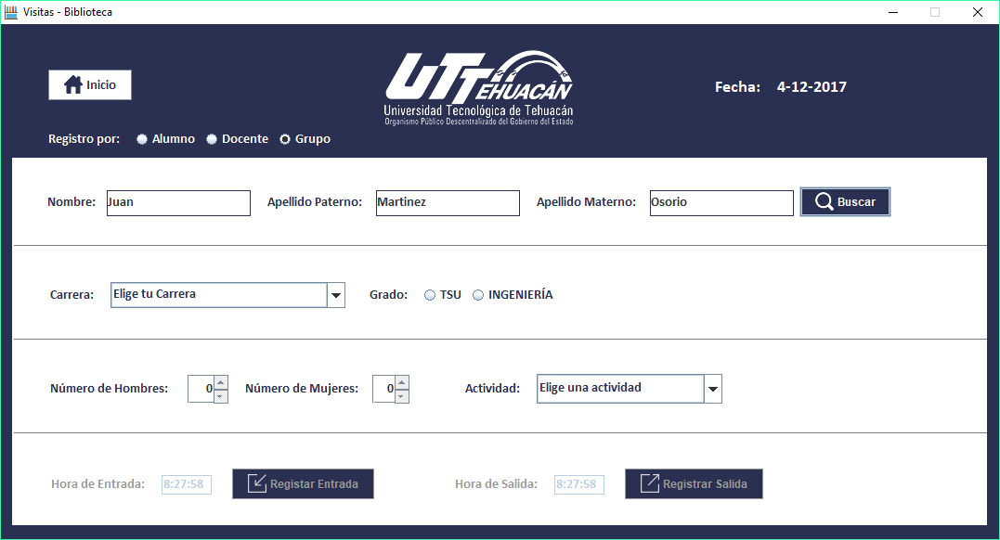 Visitas - Biblioteca
Inicio
UTTEHUACÁN
Universidad Tecnológica de Tehuacán
Organismo Público Descentralizado del Gobierno del Estado
Fecha: 4-12-2017
Registro por: Alumno Docente Grupo
Nombre: Juan Apellido Paterno: Martinez Apellido Materno: Osorio Buscar
Carrera: Elige tu Carrera Grado: TSU INGENIERÍA
Número de Hombres: 0 Número de Mujeres: 0 Actividad: Elige una actividad
Hora de Entrada: 8:27:58 Registar Entrada Hora de Salida: 8:27:58 Registrar Salida